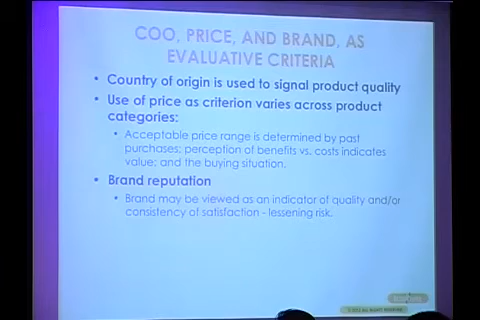 COO, PRICE, AND BRAND, AS
EVALUATIVE CRITERIA
• Country of origin is used to signal product quality
• Use of price as criterion varies across product
categories:
• Acceptable price range is determined by past
purchases; perception of benefits vs. costs indicates
value; and the buying situation.
• Brand reputation
• Brand may be viewed as an indicator of quality and/or
consistency of satisfaction - lessening risk.